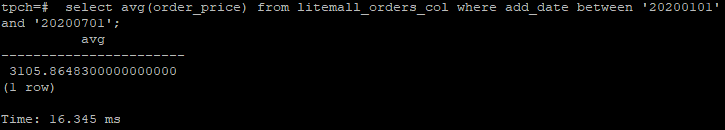 tpch=#  select avg(order_price) from litemall_orders_col where add_date between '20200101'
and '20200701';
          avg
-----------------------
 3105.8648300000000000
(1 row)
Time: 16.345 ms